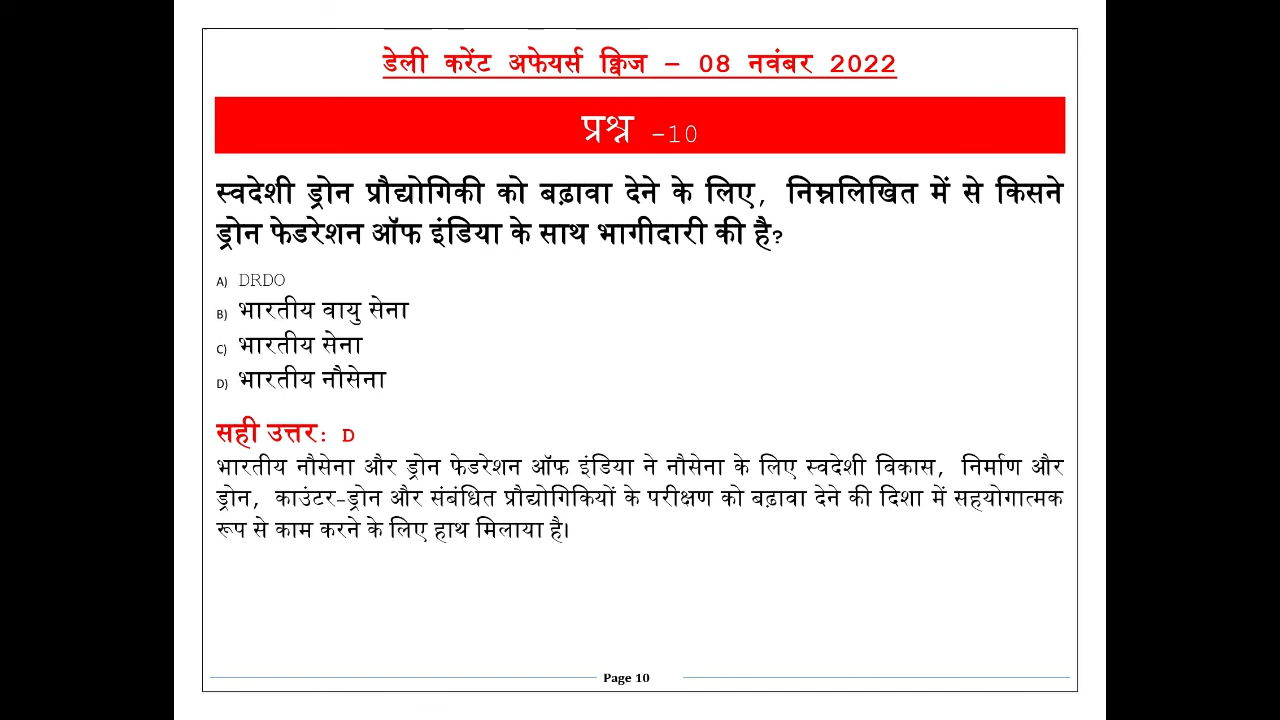 डेली करेंट अफेयर्स क्विज – 08 नवंबर 2022
प्रश्न -10
स्वदेशी ड्रोन प्रौद्योगिकी को बढ़ावा देने के लिए, निम्नलिखित में से किसने
ड्रोन फेडरेशन ऑफ इंडिया के साथ भागीदारी की है?
A) DRDO
B) भारतीय वायु सेना
C) भारतीय सेना
D) भारतीय नौसेना
सही उत्तर: D
भारतीय नौसेना और ड्रोन फेडरेशन ऑफ इंडिया ने नौसेना के लिए स्वदेशी विकास, निर्माण और
ड्रोन, काउंटर-ड्रोन और संबंधित प्रौद्योगिकियों के परीक्षण को बढ़ावा देने की दिशा में सहयोगात्मक
रूप से काम करने के लिए हाथ मिलाया है।
Page 10